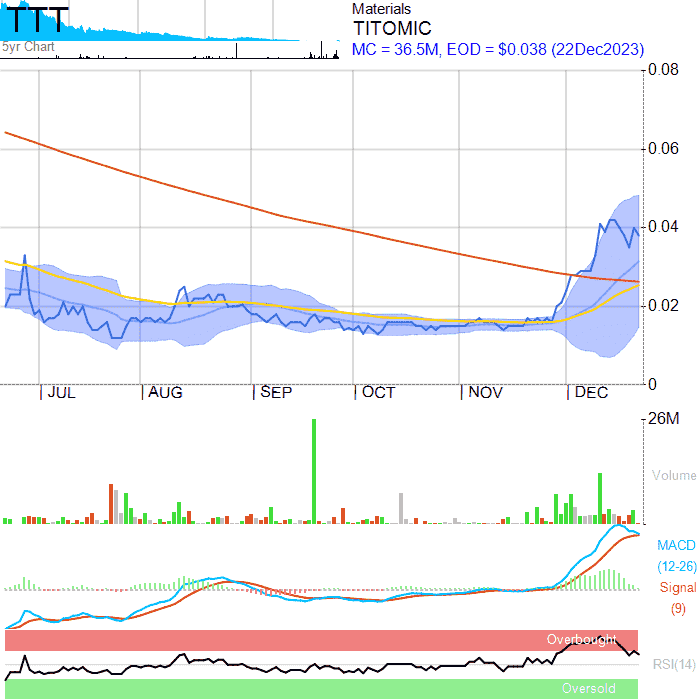 TTT
5yr Chart
Materials
TITOMIC
MC = 36.5M, EOD = $0.038 (22Dec2023)
0.08
0.06
0.04
0.02
0
JUL AUG SEP OCT NOV DEC
26M
Volume
MACD
(12-26)
Signal
(9)
Overbought
RSI(14)
Oversold